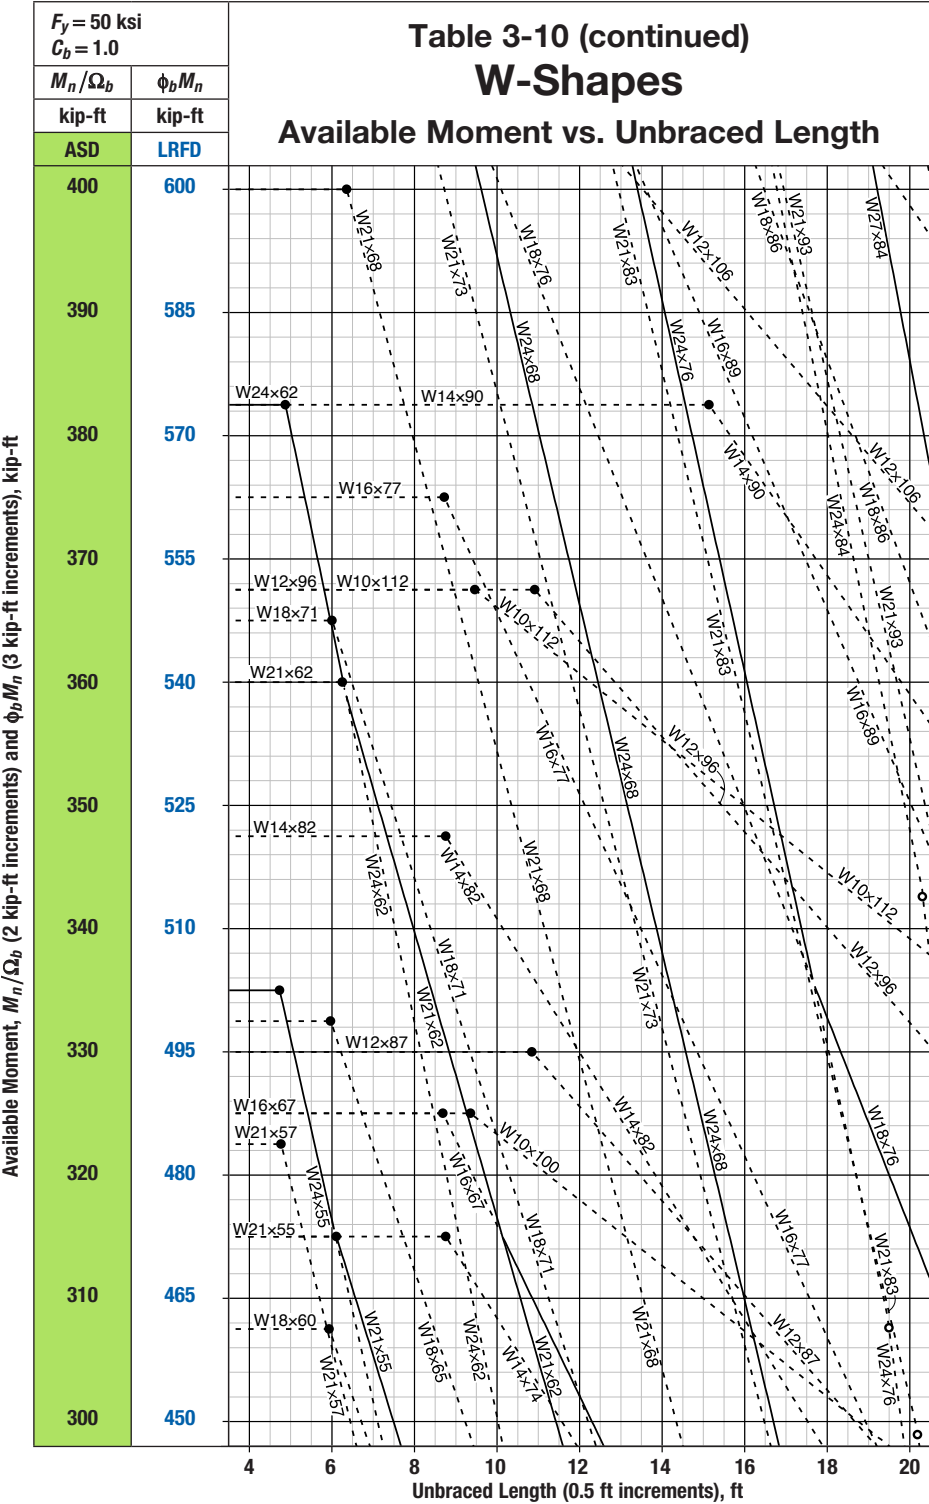 Fy = 50 ksi
Cb = 1.0
Table 3-10 (continued)
W-Shapes
Available Moment vs. Unbraced Length
Mn/Ωb
ϕbMn
kip-ft
kip-ft
ASD
LRFD
Available Moment, Mn/Ωb (2 kip-ft increments) and ϕbMn (3 kip-ft increments), kip-ft
400
600
390
585
380
570
370
555
360
540
350
525
340
510
330
495
320
480
310
465
300
450
W21×68
W21×73
W18×76
W21×83
W12×106
W18×86
W21×93
W27×84
W24×68
W24×76
W16×89
W24×62
W14×90
W14×90
W12×106
W16×77
W24×84
W18×86
W12×96
W10×112
W10×112
W18×71
W21×83
W21×93
W21×62
W16×77
W24×68
W12×96
W16×89
W14×82
W24×62
W14×82
W21×68
W10×112
W18×71
W21×62
W21×73
W12×96
W12×87
W16×67
W21×57
W10×100
W14×82
W24×68
W18×76
W24×55
W16×67
W21×55
W18×71
W16×77
W21×83
W18×60
W21×57
W21×55
W18×65
W24×62
W14×74
W21×62
W21×68
W12×87
W24×76
4
6
8
10
12
14
16
18
20
Unbraced Length (0.5 ft increments), ft